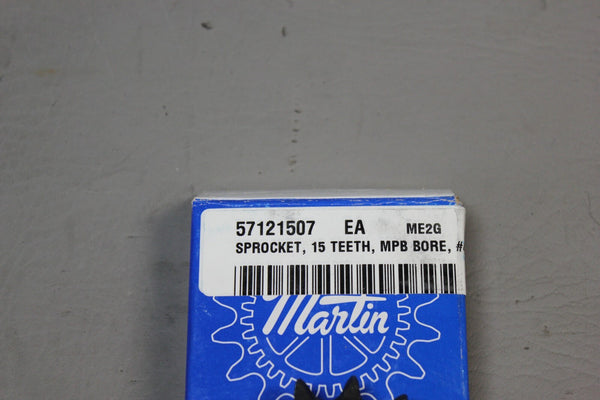 57121507 EA ME2G
SPROCKET, 15 TEETH, MPB BORE,
Martin